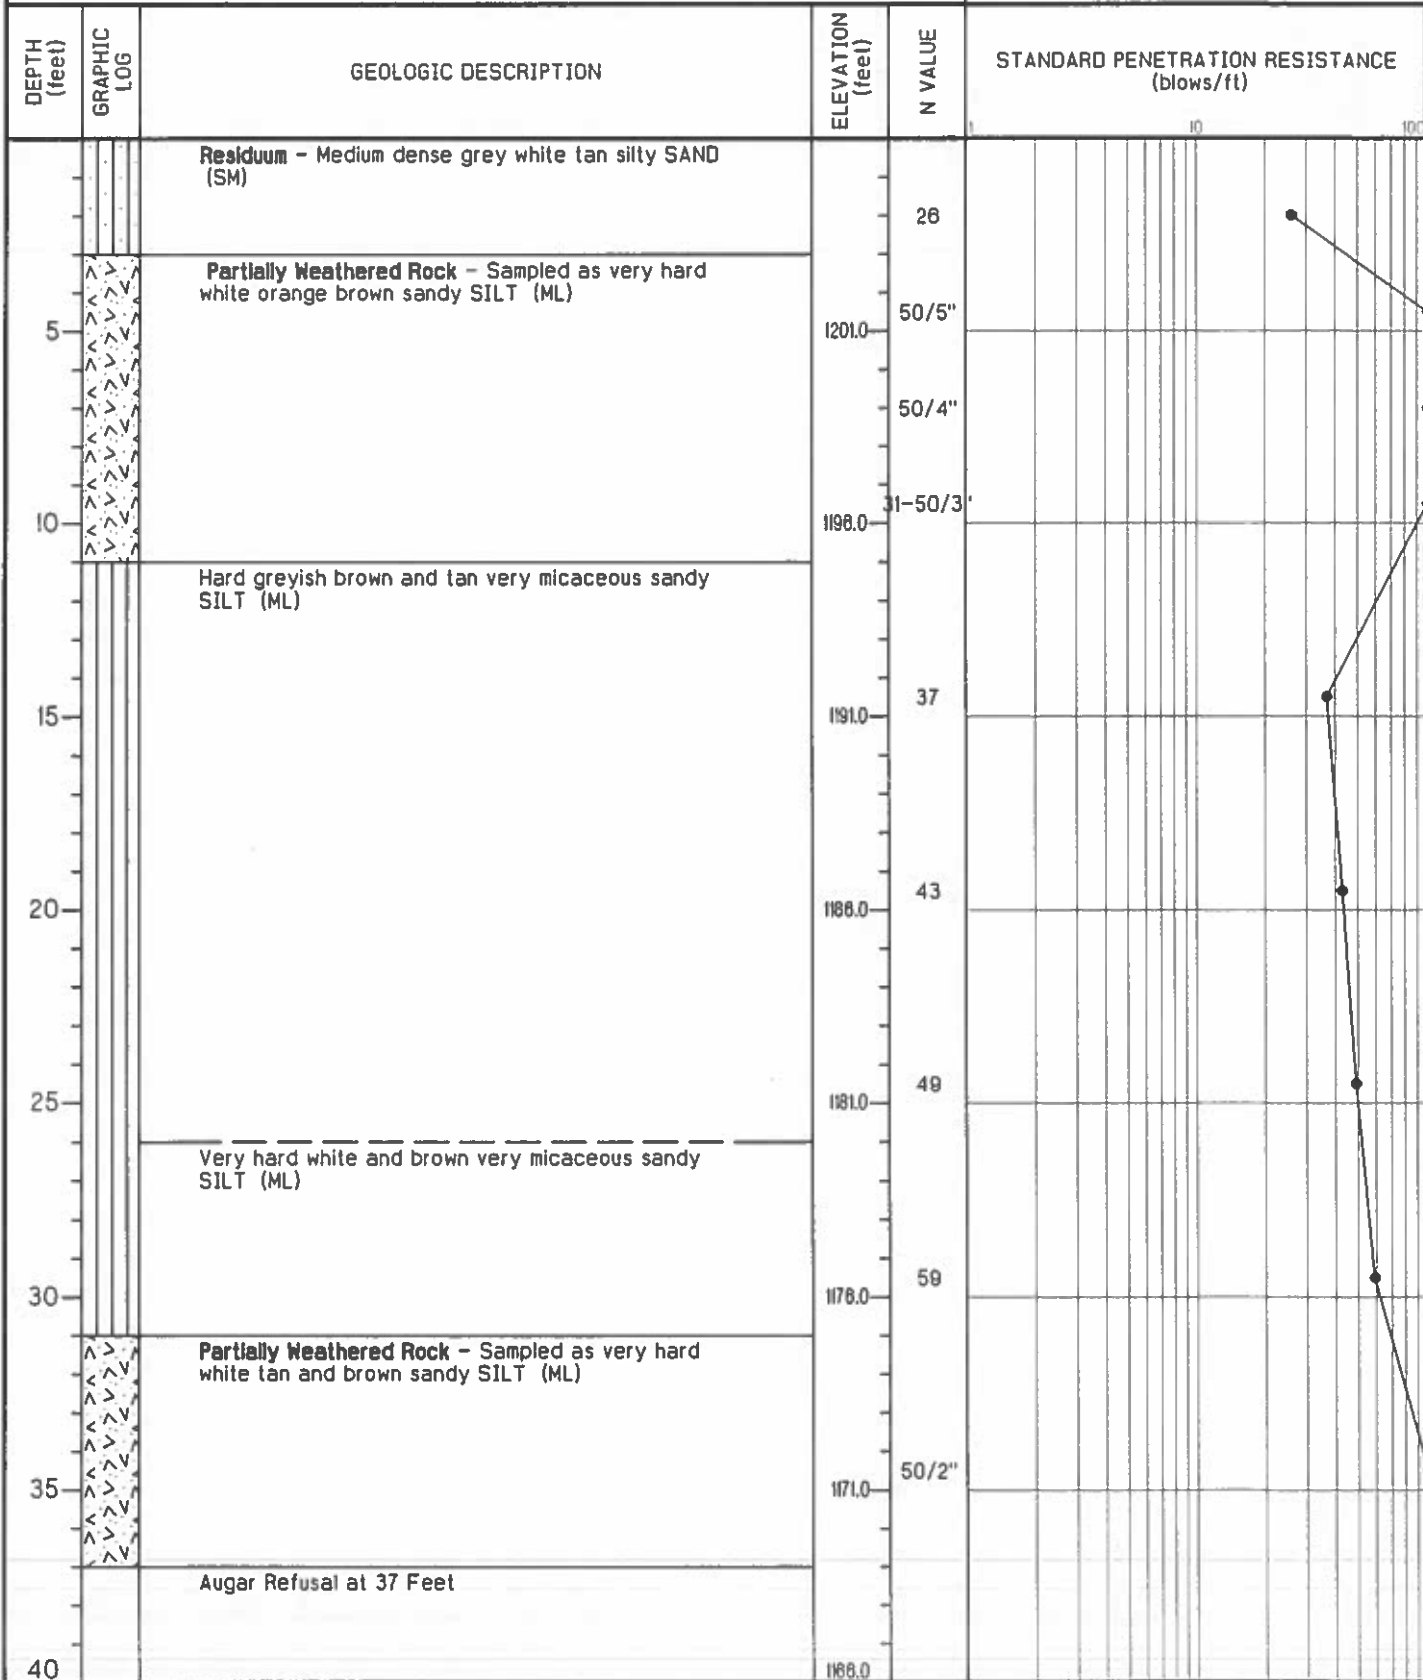 DEPTH
(feet)
GRAPHIC
LOG
GEOLOGIC DESCRIPTION
ELEVATION
(feet)
N VALUE
STANDARD PENETRATION RESISTANCE
(blows/ft)
1 10 100
Residuum - Medium dense grey white tan silty SAND
(SM)
26
Partially Weathered Rock - Sampled as very hard
white orange brown sandy SILT (ML)
50/5"
5 1201.0
50/4"
31-50/3"
10 1196.0
Hard greyish brown and tan very micaceous sandy
SILT (ML)
37
15 1191.0
43
20 1186.0
49
25 1181.0
Very hard white and brown very micaceous sandy
SILT (ML)
59
30 1176.0
Partially Weathered Rock - Sampled as very hard
white tan and brown sandy SILT (ML)
50/2"
35 1171.0
Augar Refusal at 37 Feet
40 1166.0